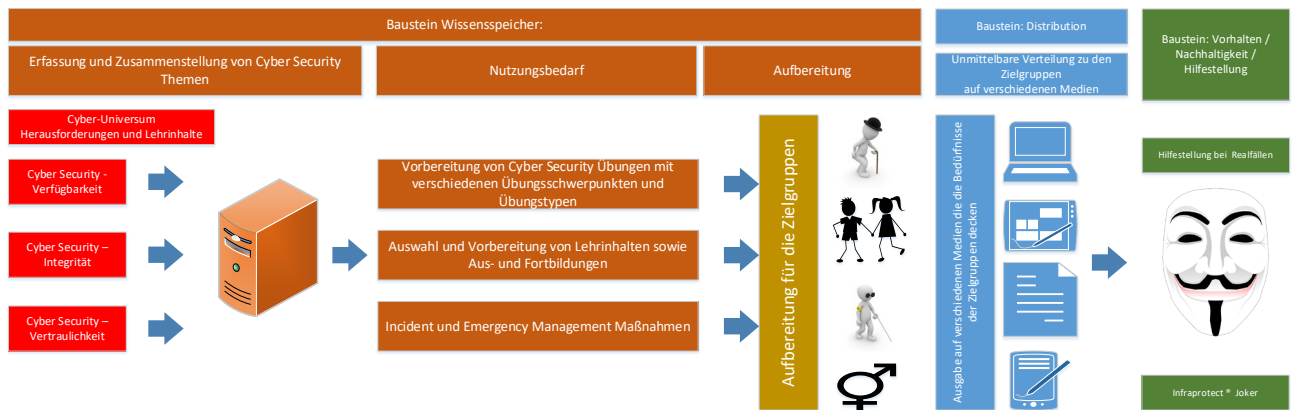 Baustein Wissensspeicher:
Erfassung und Zusammenstellung von Cyber Security
Themen
Nutzungsbedarf
Aufbereitung
Baustein: Distribution
Unmittelbare Verteilung zu den
Zielgruppen
auf verschiedenen Medien
Baustein: Vorhalten /
Nachhaltigkeit /
Hilfestellung
Cyber-Universum
Herausforderungen und Lehrinhalte
Cyber Security -
Verfügbarkeit
Cyber Security –
Integrität
Cyber Security –
Vertraulichkeit
Vorbereitung von Cyber Security Übungen mit
verschiedenen Übungsschwerpunkten und
Übungstypen
Auswahl und Vorbereitung von Lehrinhalten sowie
Aus- und Fortbildungen
Incident und Emergency Management Maßnahmen
Aufbereitung für die Zielgruppen
Ausgabe auf verschiedenen Medien die die Bedürfnisse
der Zielgruppen decken
Hilfestellung bei Realfällen
Infraprotect ® Joker